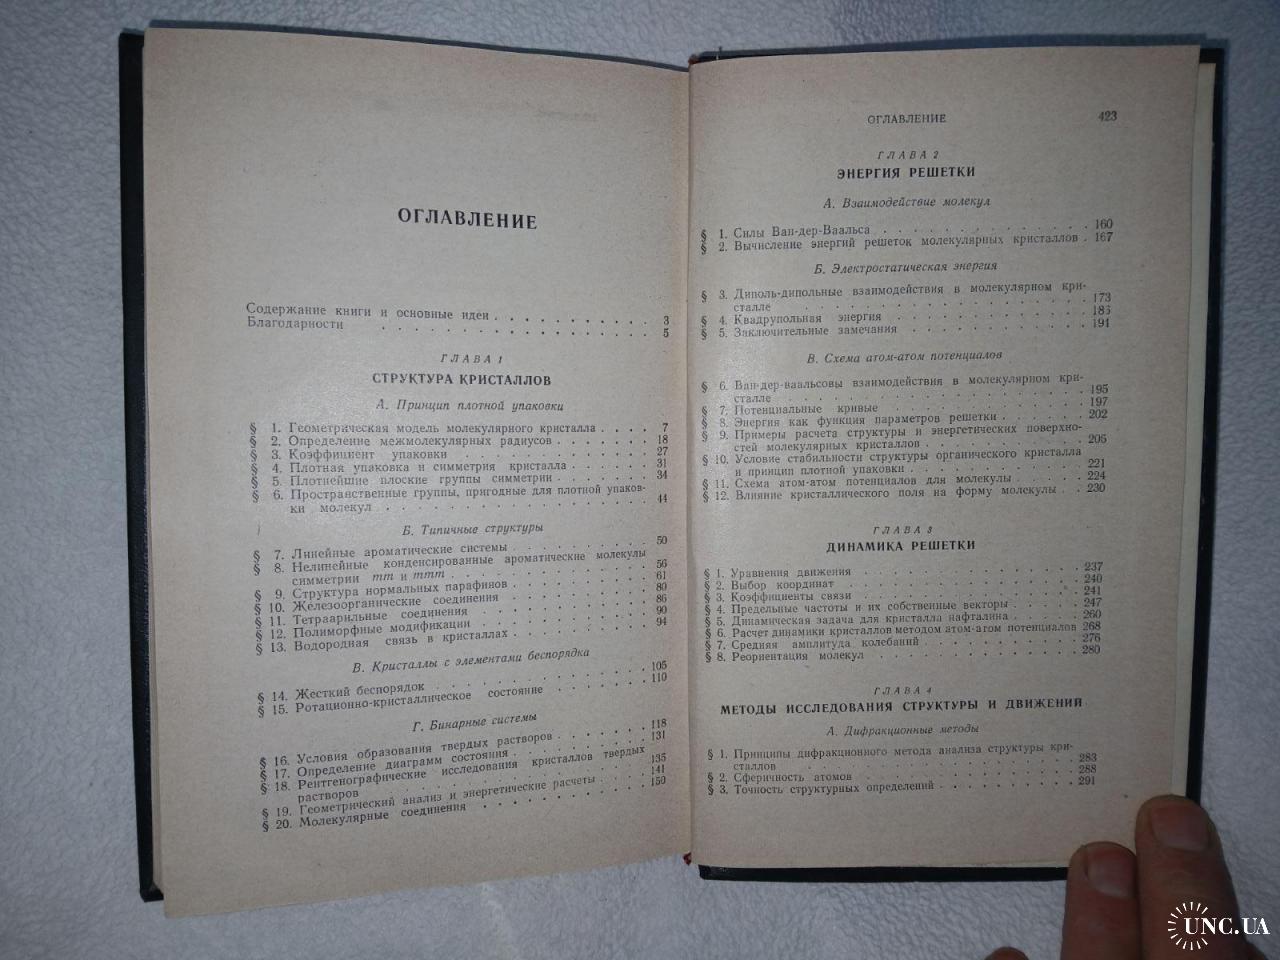 ОГЛАВЛЕНИЕ
Содержание книги и основные идеи . . . . . . . . . . . . 3
Благодарности . . . . . . . . . . . . . . . . . . 5
ГЛАВА 1
СТРУКТУРА КРИСТАЛЛОВ
А. Принцип плотной упаковки
§ 1. Геометрическая модель молекулярного кристалла . . . . 7
§ 2. Определение межмолекулярных радиусов . . . . . . . 18
§ 3. Коэффициент упаковки . . . . . . . . . . . . 27
§ 4. Плотная упаковка и симметрия кристалла . . . . . . 31
§ 5. Плотнейшие плоские группы симметрии . . . . . . . 34
§ 6. Пространственные группы, пригодные для плотной упаков-
ки молекул . . . . . . . . . . . . . . . . . 44
Б. Типичные структуры
§ 7. Линейные ароматические системы . . . . . . . . . 50
§ 8. Нелинейные конденсированные ароматические молекулы
симметрии mm и mmm . . . . . . . . . . . . . 56
§ 9. Структура нормальных парафинов . . . . . . . . . 61
§ 10. Железоорганические соединения . . . . . . . . . 80
§ 11. Тетраарильные соединения . . . . . . . . . . . 86
§ 12. Полиморфные модификации . . . . . . . . . . . 90
§ 13. Водородная связь в кристаллах . . . . . . . . . 94
В. Кристаллы с элементами беспорядка
§ 14. Жесткий беспорядок . . . . . . . . . . . . . 105
§ 15. Ротационно-кристаллическое состояние . . . . . . . 110
Г. Бинарные системы
§ 16. Условия образования твердых растворов . . . . . . 118
§ 17. Определение диаграмм состояния . . . . . . . . . 131
§ 18. Рентгенографические исследования кристаллов твердых
растворов . . . . . . . . . . . . . . . . . 135
§ 19. Геометрический анализ и энергетические расчеты . . . . 141
§ 20. Молекулярные соединения . . . . . . . . . . . 150
ОГЛАВЛЕНИЕ 423
ГЛАВА 2
ЭНЕРГИЯ РЕШЕТКИ
А. Взаимодействие молекул
§ 1. Силы Ван-дер-Ваальса . . . . . . . . . . . . . 160
§ 2. Вычисление энергий решеток молекулярных кристаллов . 167
Б. Электростатическая энергия
§ 3. Диполь-дипольные взаимодействия в молекулярном кри-
сталле . . . . . . . . . . . . . . . . . . 173
§ 4. Квадрупольная энергия . . . . . . . . . . . . 183
§ 5. Заключительные замечания . . . . . . . . . . . 191
В. Схема атом-атом потенциалов
§ 6. Ван-дер-ваальсовы взаимодействия в молекулярном кри-
сталле . . . . . . . . . . . . . . . . . . 195
§ 7. Потенциальные кривые . . . . . . . . . . . . 197
§ 8. Энергия как функция параметров решетки . . . . . . 202
§ 9. Примеры расчета структуры и энергетических поверхно-
стей молекулярных кристаллов . . . . . . . . . . 205
§ 10. Условие стабильности структуры органического кристалла
и принцип плотной упаковки . . . . . . . . . . . 221
§ 11. Схема атом-атом потенциалов для молекулы . . . . . 224
§ 12. Влияние кристаллического поля на форму молекулы . . 230
ГЛАВА 3
ДИНАМИКА РЕШЕТКИ
§ 1. Уравнения движения . . . . . . . . . . . . . 237
§ 2. Выбор координат . . . . . . . . . . . . . . 240
§ 3. Коэффициенты связи . . . . . . . . . . . . . 241
§ 4. Предельные частоты и их собственные векторы . . . . . 247
§ 5. Динамическая задача для кристалла нафталина . . . . . 260
§ 6. Расчет динамики кристаллов методом атом-атом потенциалов 268
§ 7. Средняя амплитуда колебаний . . . . . . . . . . 276
§ 8. Реориентация молекул . . . . . . . . . . . . 280
ГЛАВА 4
МЕТОДЫ ИССЛЕДОВАНИЯ СТРУКТУРЫ И ДВИЖЕНИЙ
А. Дифракционные методы
§ 1. Принципы дифракционного метода анализа структуры кри-
сталлов . . . . . . . . . . . . . . . . . . 283
§ 2. Сферичность атомов . . . . . . . . . . . . . 288
§ 3. Точность структурных определений . . . . . . . . 291
UNC.UA